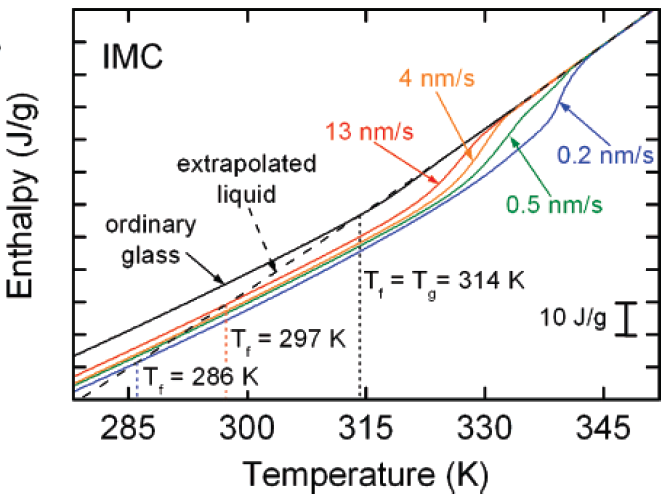 IMC
4 nm/s
13 nm/s
extrapolated
liquid
0.2 nm/s
ordinary
glass
0.5 nm/s
T_f = T_g = 314 K
10 J/g
T_f = 297 K
T_f = 286 K
Enthalpy (J/g)
285 300 315 330 345
Temperature (K)